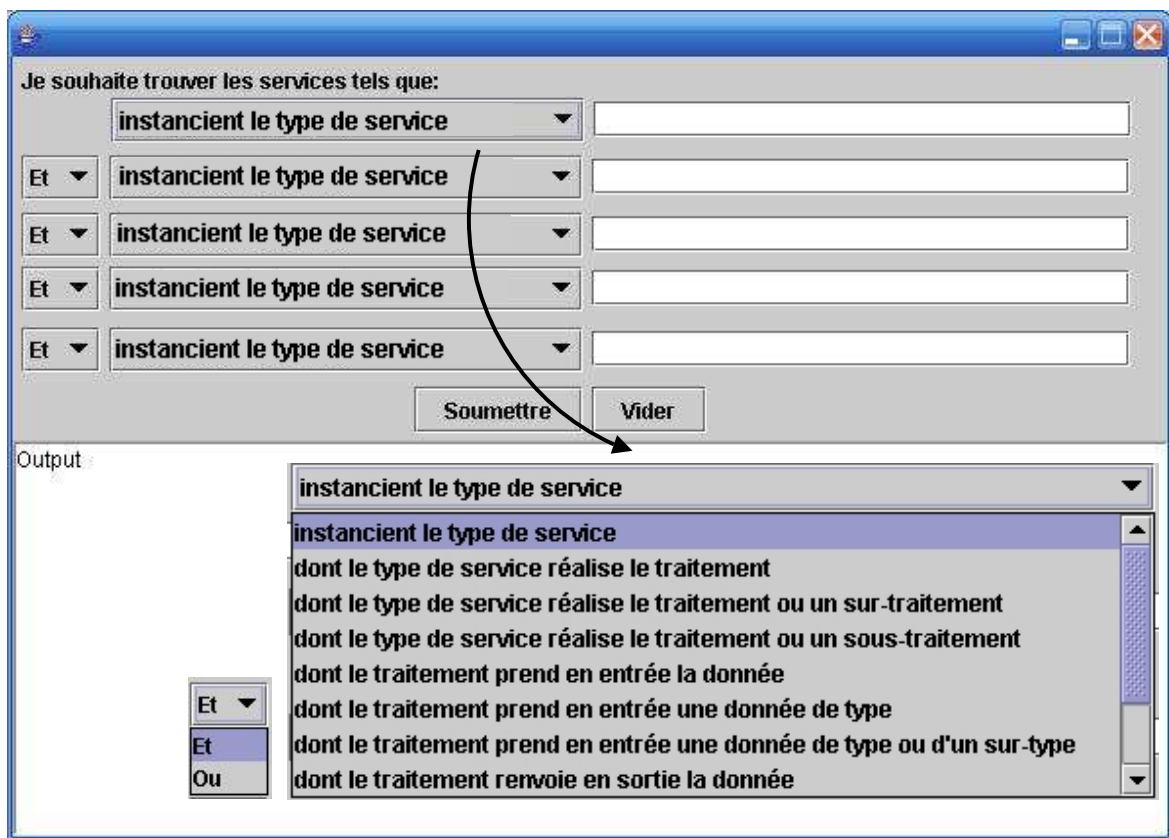 Je souhaite trouver les services tels que:
instancient le type de service
Et instancient le type de service
Et instancient le type de service
Et instancient le type de service
Et instancient le type de service
Soumettre Vider
Output
instancient le type de service
instancient le type de service
dont le type de service réalise le traitement
dont le type de service réalise le traitement ou un sur-traitement
dont le type de service réalise le traitement ou un sous-traitement
dont le traitement prend en entrée la donnée
dont le traitement prend en entrée une donnée de type
dont le traitement prend en entrée une donnée de type ou d'un sur-type
dont le traitement renvoie en sortie la donnée
Et
Et
Ou